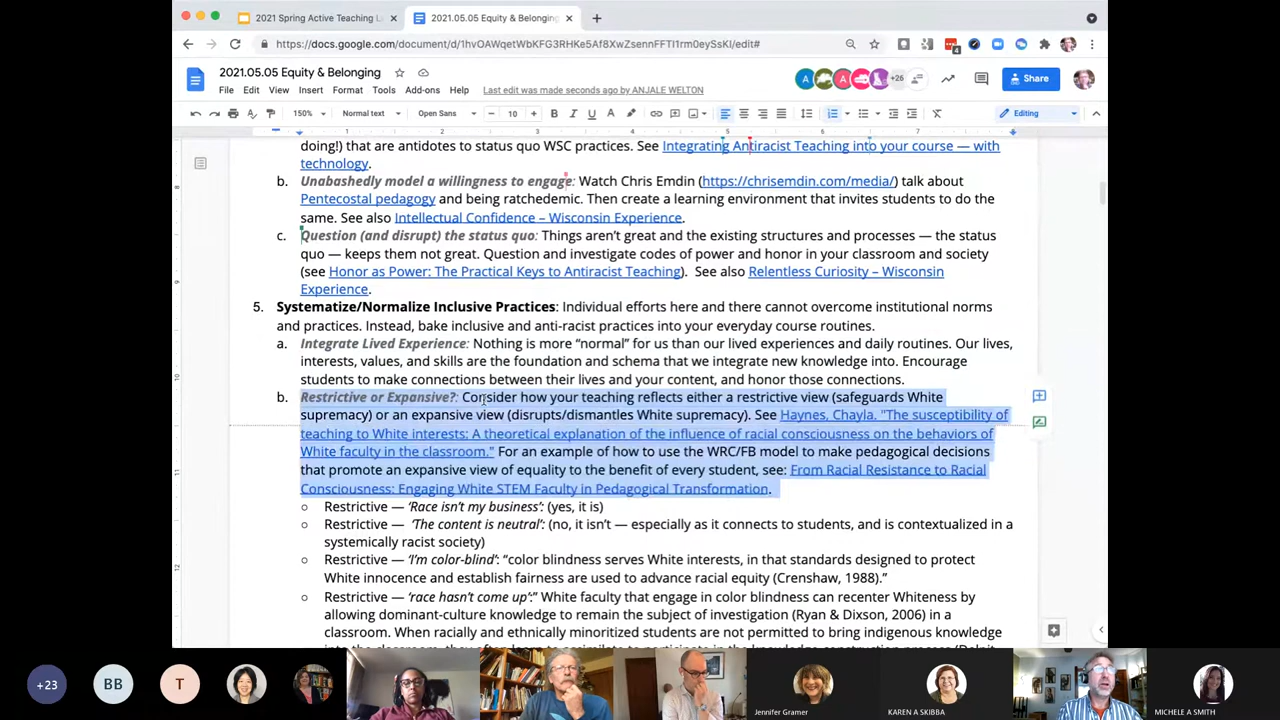 2021 Spring Active Teaching L
2021.05.05 Equity & Belonging
https://docs.google.com/document/d/1hvOAWqetWbKFG3RHKe5Af8XwZsennFFTI1rm0eySsKI/edit#
4
2021.05.05 Equity & Belonging
File Edit View Insert Format Tools Add-ons Help Last edit was made seconds ago by ANJALE WELTON
A A +26 Share
150% Normal text Open Sans 10 B I U A Editing
1 2 3 4 5 6 7
doing!) that are antidotes to status quo WSC practices. See Integrating Antiracist Teaching into your course — with
technology.
b. Unabashedly model a willingness to engage: Watch Chris Emdin (https://chrisemdin.com/media/) talk about
Pentecostal pedagogy and being ratchedemic. Then create a learning environment that invites students to do the
same. See also Intellectual Confidence – Wisconsin Experience.
c. Question (and disrupt) the status quo: Things aren't great and the existing structures and processes — the status
quo — keeps them not great. Question and investigate codes of power and honor in your classroom and society
(see Honor as Power: The Practical Keys to Antiracist Teaching). See also Relentless Curiosity – Wisconsin
Experience.
5. Systematize/Normalize Inclusive Practices: Individual efforts here and there cannot overcome institutional norms
and practices. Instead, bake inclusive and anti-racist practices into your everyday course routines.
a. Integrate Lived Experience: Nothing is more “normal” for us than our lived experiences and daily routines. Our lives,
interests, values, and skills are the foundation and schema that we integrate new knowledge into. Encourage
students to make connections between their lives and your content, and honor those connections.
b. Restrictive or Expansive?: Consider how your teaching reflects either a restrictive view (safeguards White
supremacy) or an expansive view (disrupts/dismantles White supremacy). See Haynes, Chayla. "The susceptibility of
teaching to White interests: A theoretical explanation of the influence of racial consciousness on the behaviors of
White faculty in the classroom." For an example of how to use the WRC/FB model to make pedagogical decisions
that promote an expansive view of equality to the benefit of every student, see: From Racial Resistance to Racial
Consciousness: Engaging White STEM Faculty in Pedagogical Transformation.
○ Restrictive — ‘Race isn’t my business’: (yes, it is)
○ Restrictive — ‘The content is neutral’: (no, it isn’t — especially as it connects to students, and is contextualized in a
systemically racist society)
○ Restrictive — ‘I’m color-blind’: “color blindness serves White interests, in that standards designed to protect
White innocence and establish fairness are used to advance racial equity (Crenshaw, 1988).”
○ Restrictive — ‘race hasn’t come up’:” White faculty that engage in color blindness can recenter Whiteness by
allowing dominant-culture knowledge to remain the subject of investigation (Ryan & Dixson, 2006) in a
classroom. When racially and ethnically minoritized students are not permitted to bring indigenous knowledge
+23 BB T
Jennifer Gramer KAREN A SKIBBA MICHELE A SMITH